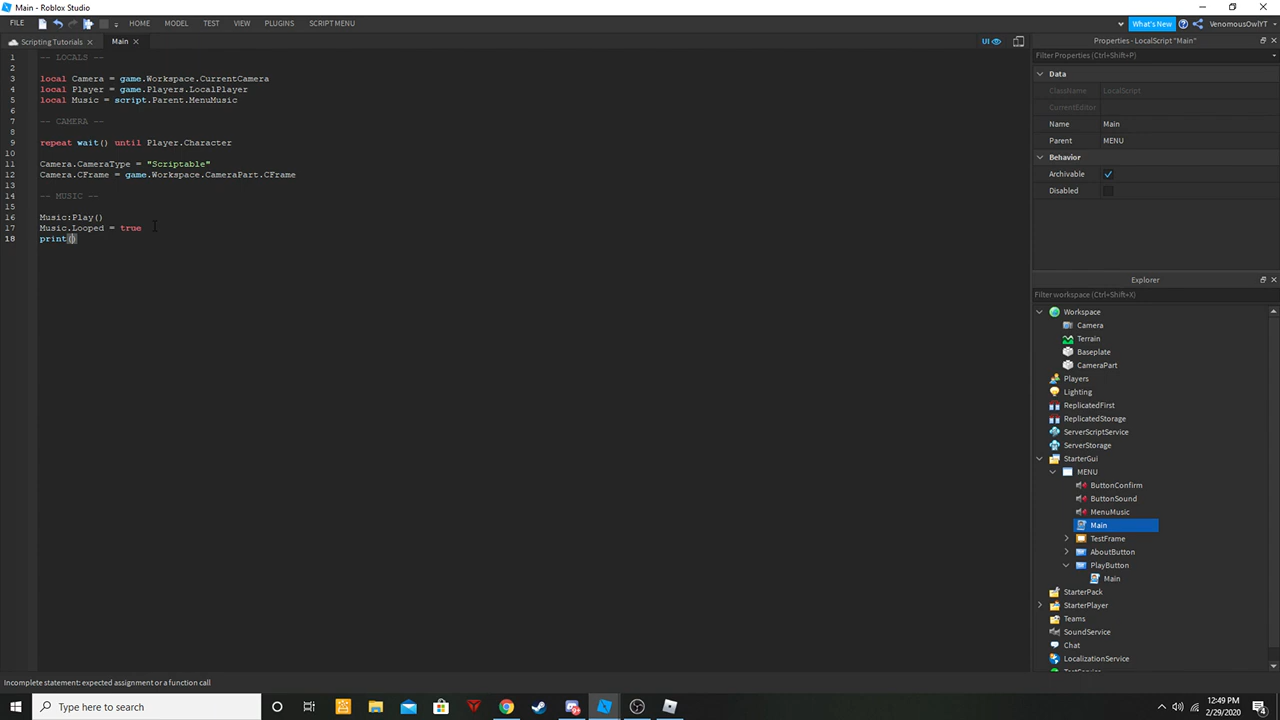 Main - Roblox Studio
FILE HOME MODEL TEST VIEW PLUGINS SCRIPT MENU What's New VenomousOwlYT
Scripting Tutorials Main UI Properties - LocalScript "Main"
Filter Properties (Ctrl+Shift+P)
1 -- LOCALS --
2
3 local Camera = game.Workspace.CurrentCamera
4 local Player = game.Players.LocalPlayer
5 local Music = script.Parent.MenuMusic
6
7 -- CAMERA --
8
9 repeat wait() until Player.Character
10
11 Camera.CameraType = "Scriptable"
12 Camera.CFrame = game.Workspace.CameraPart.CFrame
13
14 -- MUSIC --
15
16 Music:Play()
17 Music.Looped = true
18 print()
Data
ClassName LocalScript
CurrentEditor
Name Main
Parent MENU
Behavior
Archivable
Disabled
Explorer
Filter workspace (Ctrl+Shift+X)
Workspace
Camera
Terrain
Baseplate
CameraPart
Players
Lighting
ReplicatedFirst
ReplicatedStorage
ServerScriptService
ServerStorage
StarterGui
MENU
ButtonConfirm
ButtonSound
MenuMusic
Main
TestFrame
AboutButton
PlayButton
Main
StarterPack
StarterPlayer
Teams
SoundService
Chat
LocalizationService
Incomplete statement: expected assignment or a function call
Type here to search
12:49 PM
2/29/2020